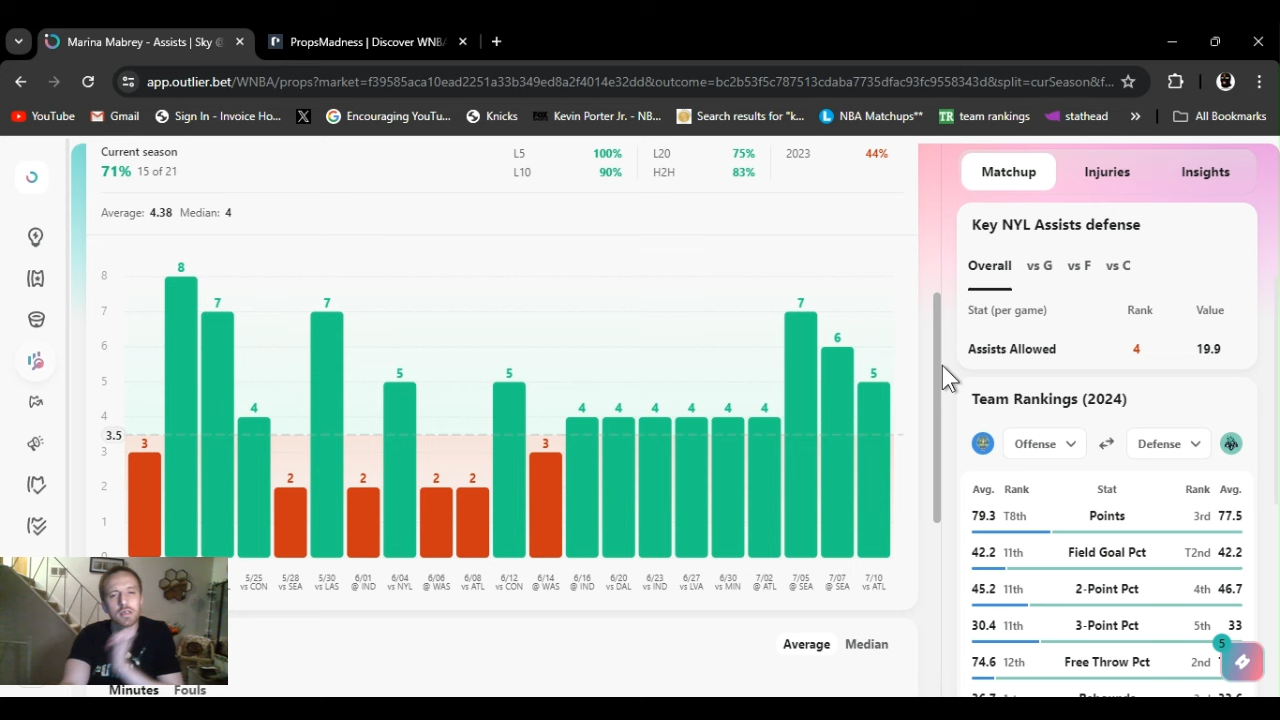 Marina Mabrey - Assists | Sky @
PropsMadness | Discover WNB
app.outlier.bet/WNBA/props?market=f39585aca10ead2251a33b349ed8a2f4014e32dd&outcome=bc2b53f5c787513cdaba7735dfac93fc9558343d&split=curSeason&f...
YouTube Gmail Sign In - Invoice Ho... Encouraging YouTu... Knicks Kevin Porter Jr. - NB... Search results for "k... NBA Matchups** team rankings stathead » All Bookmarks
Current season
71% 15 of 21
L5 100% L20 75% 2023 44%
L10 90% H2H 83%
Average: 4.38 Median: 4
8 7 6 5 4 3.5 3 2 1 0
3 8 7 4 2 7 2 5 2 2 5 3 4 4 4 4 4 4 7 6 5
5/25 5/28 5/30 6/01 6/04 6/06 6/08 6/12 6/14 6/16 6/20 6/23 6/27 6/30 7/02 7/05 7/07 7/10
vs CON vs SEA vs LAS @ IND vs NYL @ WAS vs ATL vs CON @ WAS @ IND vs DAL vs IND vs LVA vs MIN @ ATL @ SEA @ SEA vs ATL
Average Median
Minutes Fouls
Matchup Injuries Insights
Key NYL Assists defense
Overall vs G vs F vs C
Stat (per game) Rank Value
Assists Allowed 4 19.9
Team Rankings (2024)
Offense Defense
Avg. Rank Stat Rank Avg.
79.3 T8th Points 3rd 77.5
42.2 11th Field Goal Pct T2nd 42.2
45.2 11th 2-Point Pct 4th 46.7
30.4 11th 3-Point Pct 5th 33
5
74.6 12th Free Throw Pct 2nd